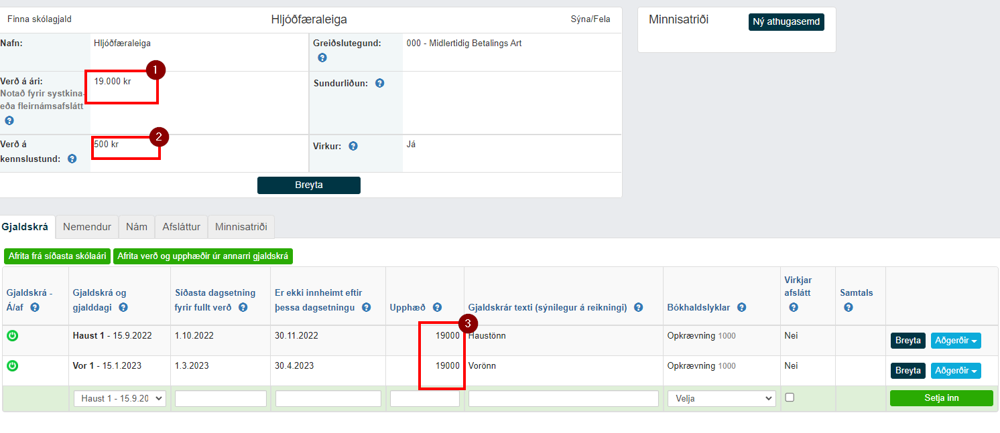 Finna skólagjald
Hljóðfæraleiga
Sýna/Fela
Minnisatriði
Ný athugasemd
Nafn:
Hljóðfæraleiga
Greiðslutegund:
000 - Midlertidig Betalings Art
1
Verð á ári:
19.000 kr
Sundurliðun:
Notað fyrir systkina-
eða fleirnámsafslátt
2
Verð á
kennslustund:
500 kr
Virkur:
Já
Breyta
Gjaldskrá
Nemendur
Nám
Afsláttur
Minnisatriði
Afrita frá síðasta skólaári
Afrita verð og upphæðir úr annarri gjaldskrá
Gjaldskrá -
Á/af
Gjaldskrá og
gjalddagi
Síðasta dagsetning
fyrir fullt verð
Er ekki innheimt eftir
þessa dagsetningu
Upphæð
Gjaldskrár texti (sýnilegur á reikningi)
Bókhaldslyklar
Virkjar
afslátt
Samtals
3
Haust 1 - 15.9.2022
1.10.2022
30.11.2022
19000
Haustönn
Opkrævning 1000
Nei
Breyta
Aðgerðir
Vor 1 - 15.1.2023
1.3.2023
30.4.2023
19000
Vorönn
Opkrævning 1000
Nei
Breyta
Aðgerðir
Haust 1 - 15.9.20
Velja
Setja inn